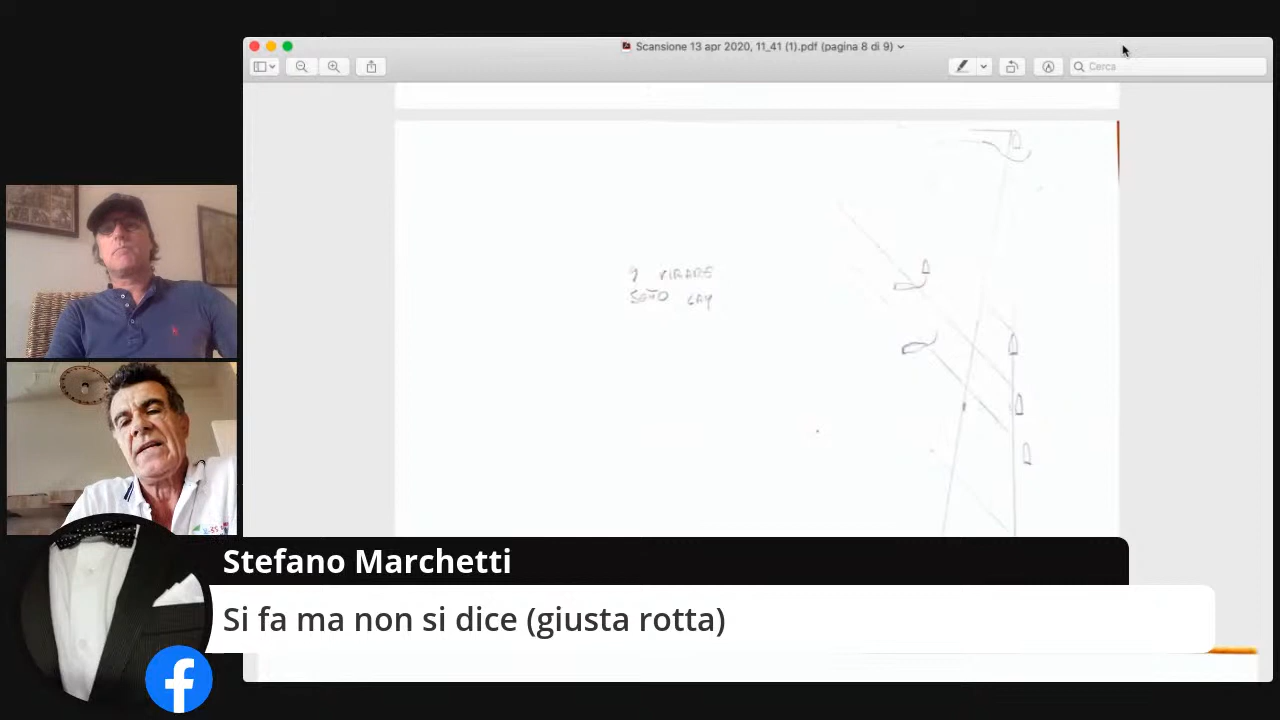 Scansione 13 apr 2020, 11_41 (1).pdf (pagina 8 di 9)
Cerca
9 VIRARE
SOTTO LAY
Stefano Marchetti
Si fa ma non si dice (giusta rotta)